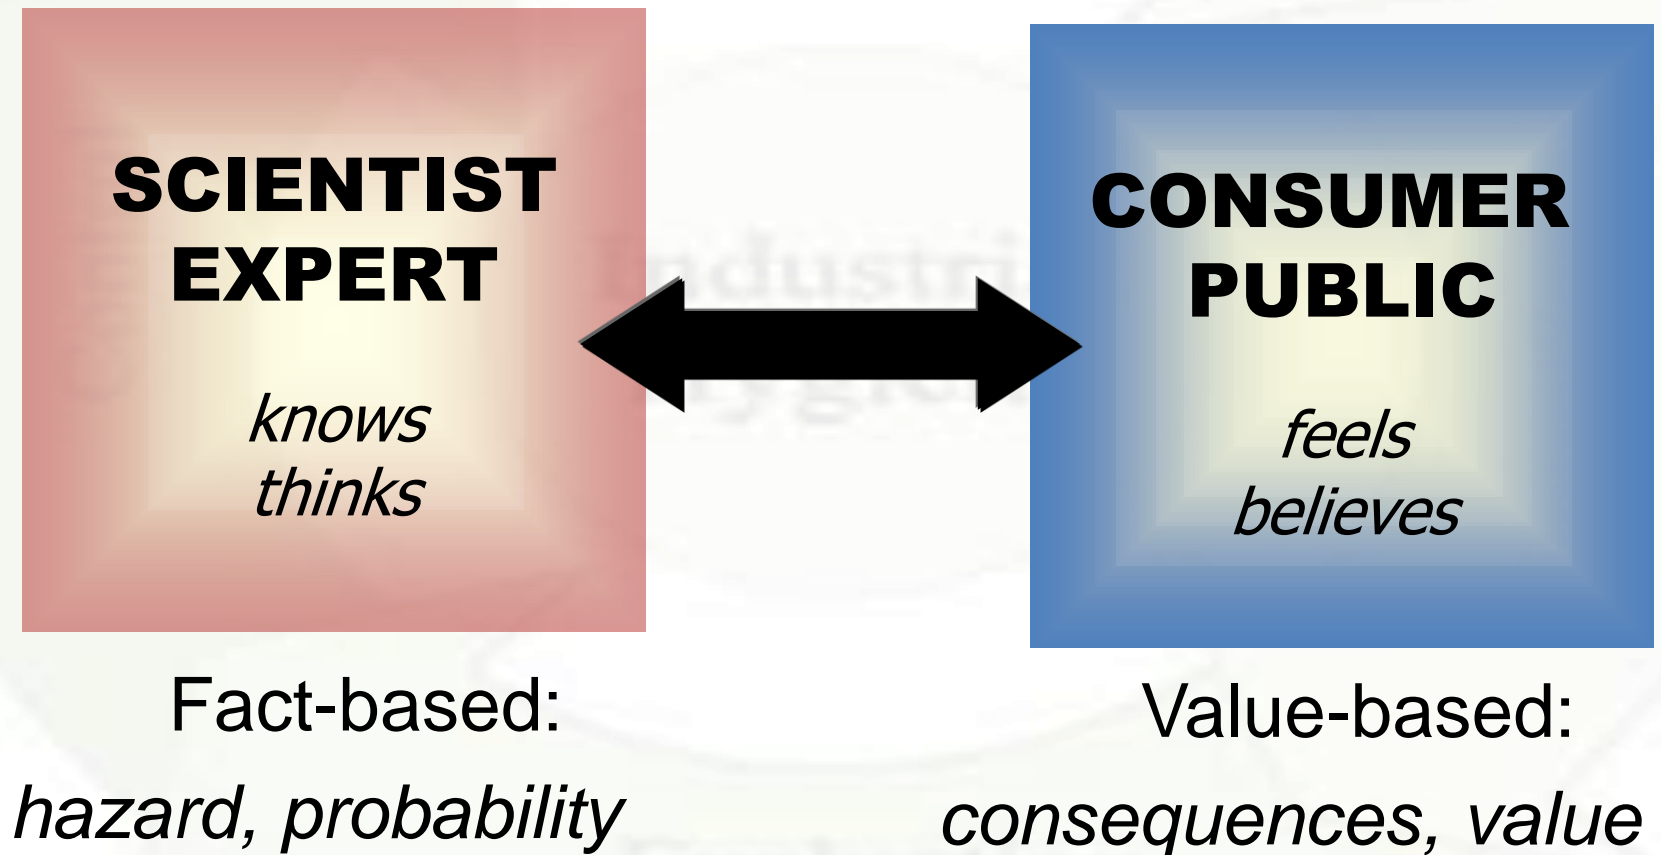 SCIENTIST
EXPERT
knows
thinks
Fact-based:
hazard, probability
CONSUMER
PUBLIC
feels
believes
Value-based:
consequences, value